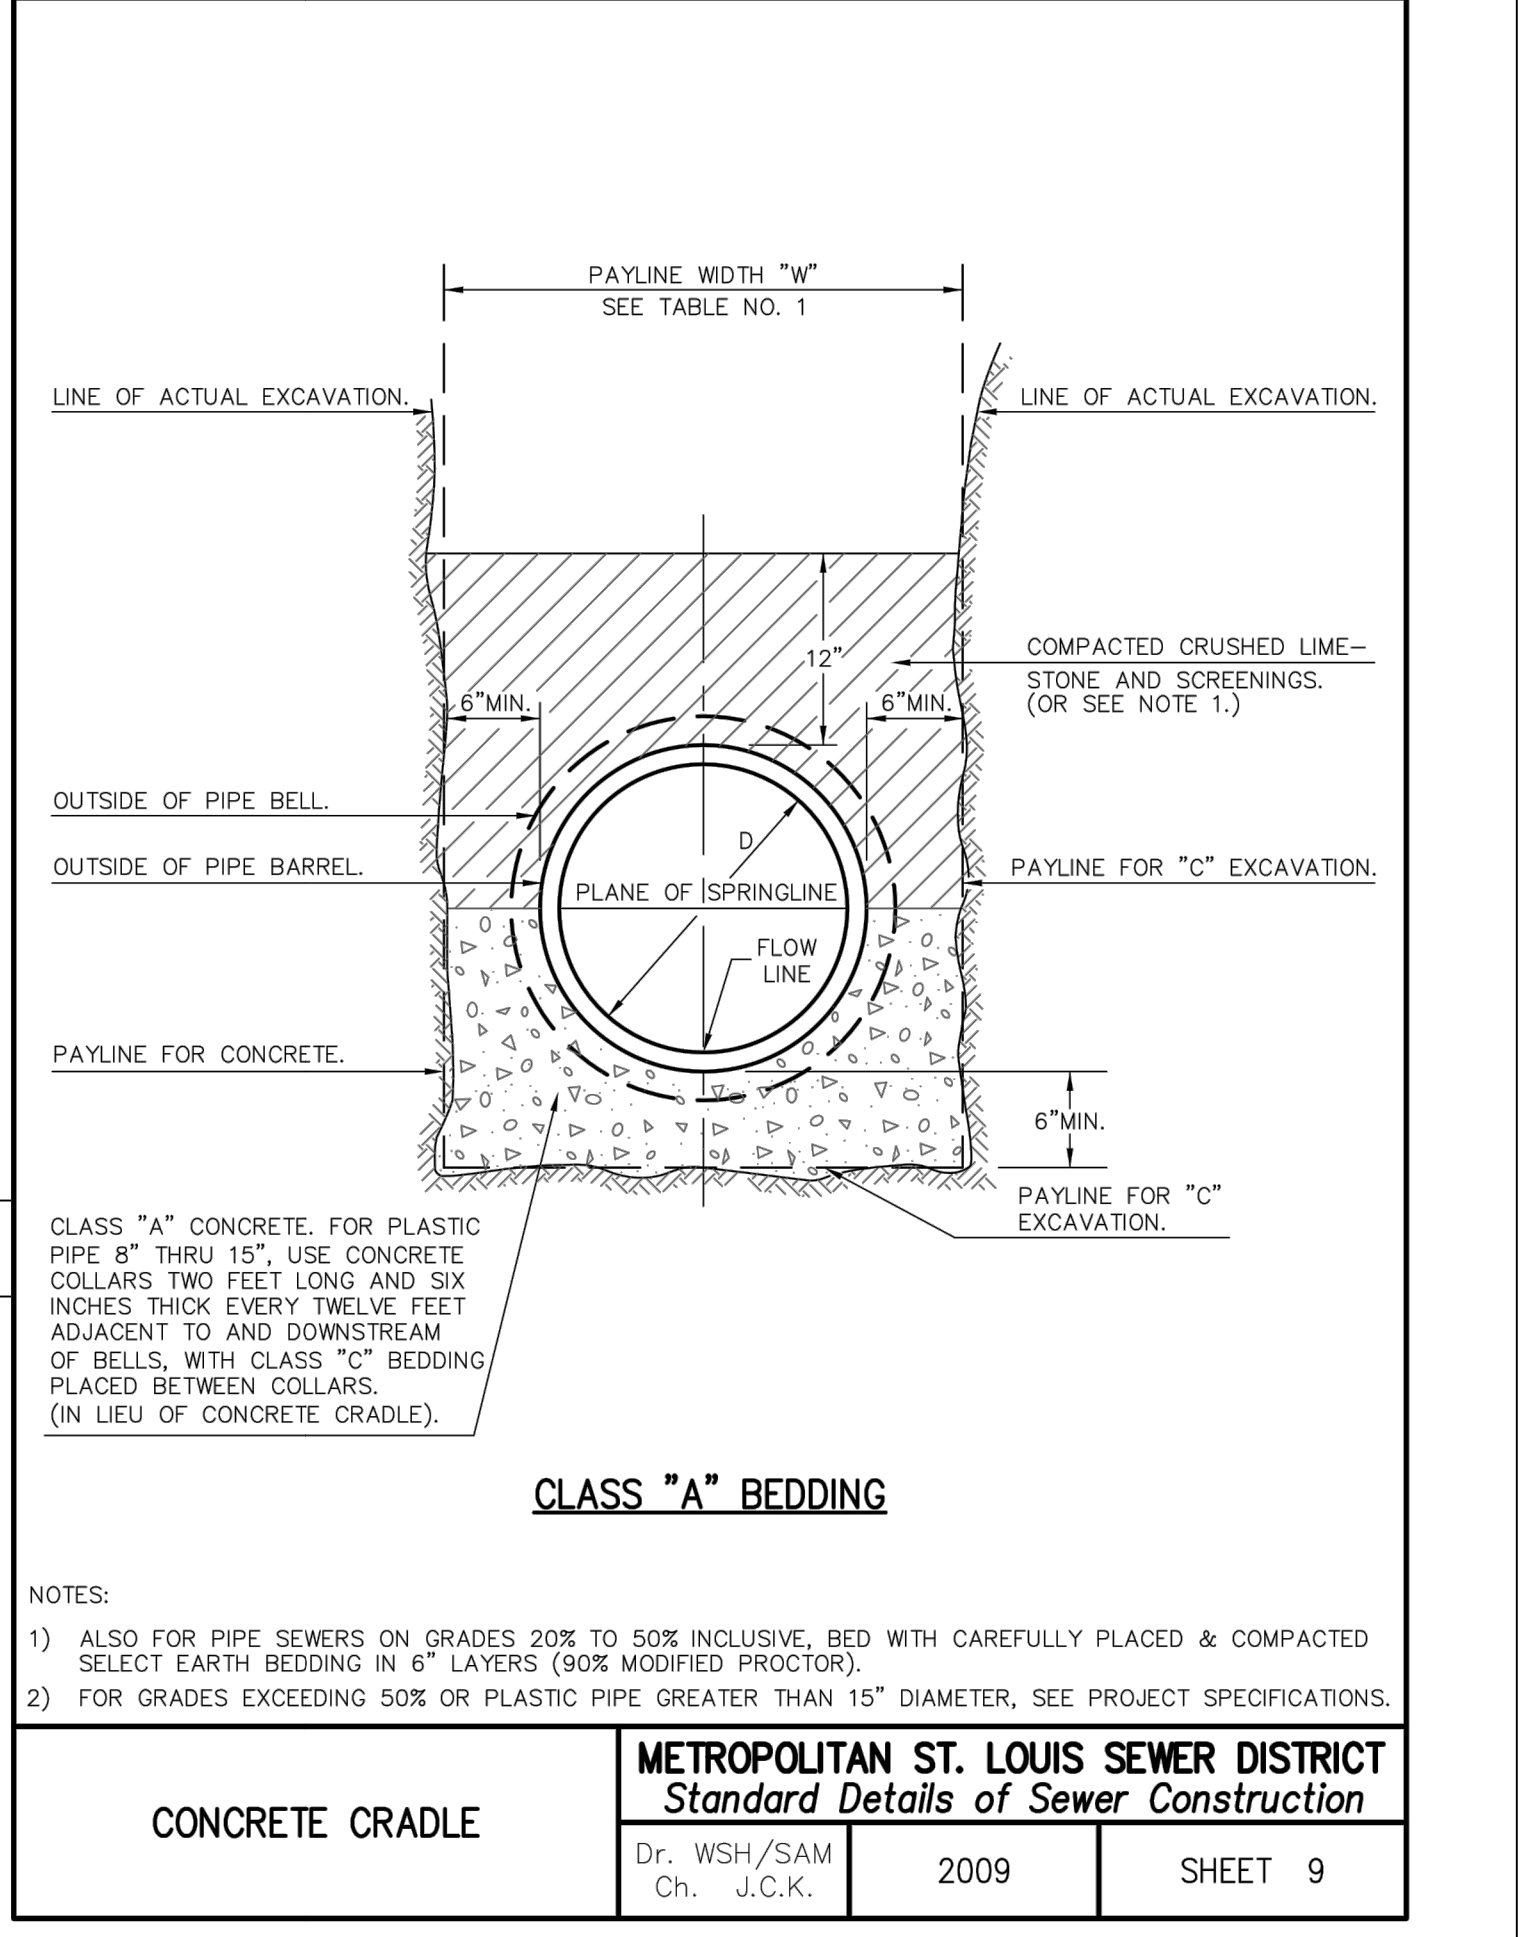 PAYLINE WIDTH "W"
SEE TABLE NO. 1
LINE OF ACTUAL EXCAVATION.
LINE OF ACTUAL EXCAVATION.
12"
COMPACTED CRUSHED LIME–
STONE AND SCREENINGS.
(OR SEE NOTE 1.)
6"MIN.
6"MIN.
OUTSIDE OF PIPE BELL.
D
OUTSIDE OF PIPE BARREL.
PAYLINE FOR "C" EXCAVATION.
PLANE OF SPRINGLINE
FLOW
LINE
PAYLINE FOR CONCRETE.
6"MIN.
PAYLINE FOR "C"
EXCAVATION.
CLASS "A" CONCRETE. FOR PLASTIC
PIPE 8" THRU 15", USE CONCRETE
COLLARS TWO FEET LONG AND SIX
INCHES THICK EVERY TWELVE FEET
ADJACENT TO AND DOWNSTREAM
OF BELLS, WITH CLASS "C" BEDDING
PLACED BETWEEN COLLARS.
(IN LIEU OF CONCRETE CRADLE).
CLASS "A" BEDDING
NOTES:
1) ALSO FOR PIPE SEWERS ON GRADES 20% TO 50% INCLUSIVE, BED WITH CAREFULLY PLACED & COMPACTED
SELECT EARTH BEDDING IN 6" LAYERS (90% MODIFIED PROCTOR).
2) FOR GRADES EXCEEDING 50% OR PLASTIC PIPE GREATER THAN 15" DIAMETER, SEE PROJECT SPECIFICATIONS.
CONCRETE CRADLE
METROPOLITAN ST. LOUIS SEWER DISTRICT
Standard Details of Sewer Construction
Dr. WSH/SAM
Ch. J.C.K.
2009
SHEET 9